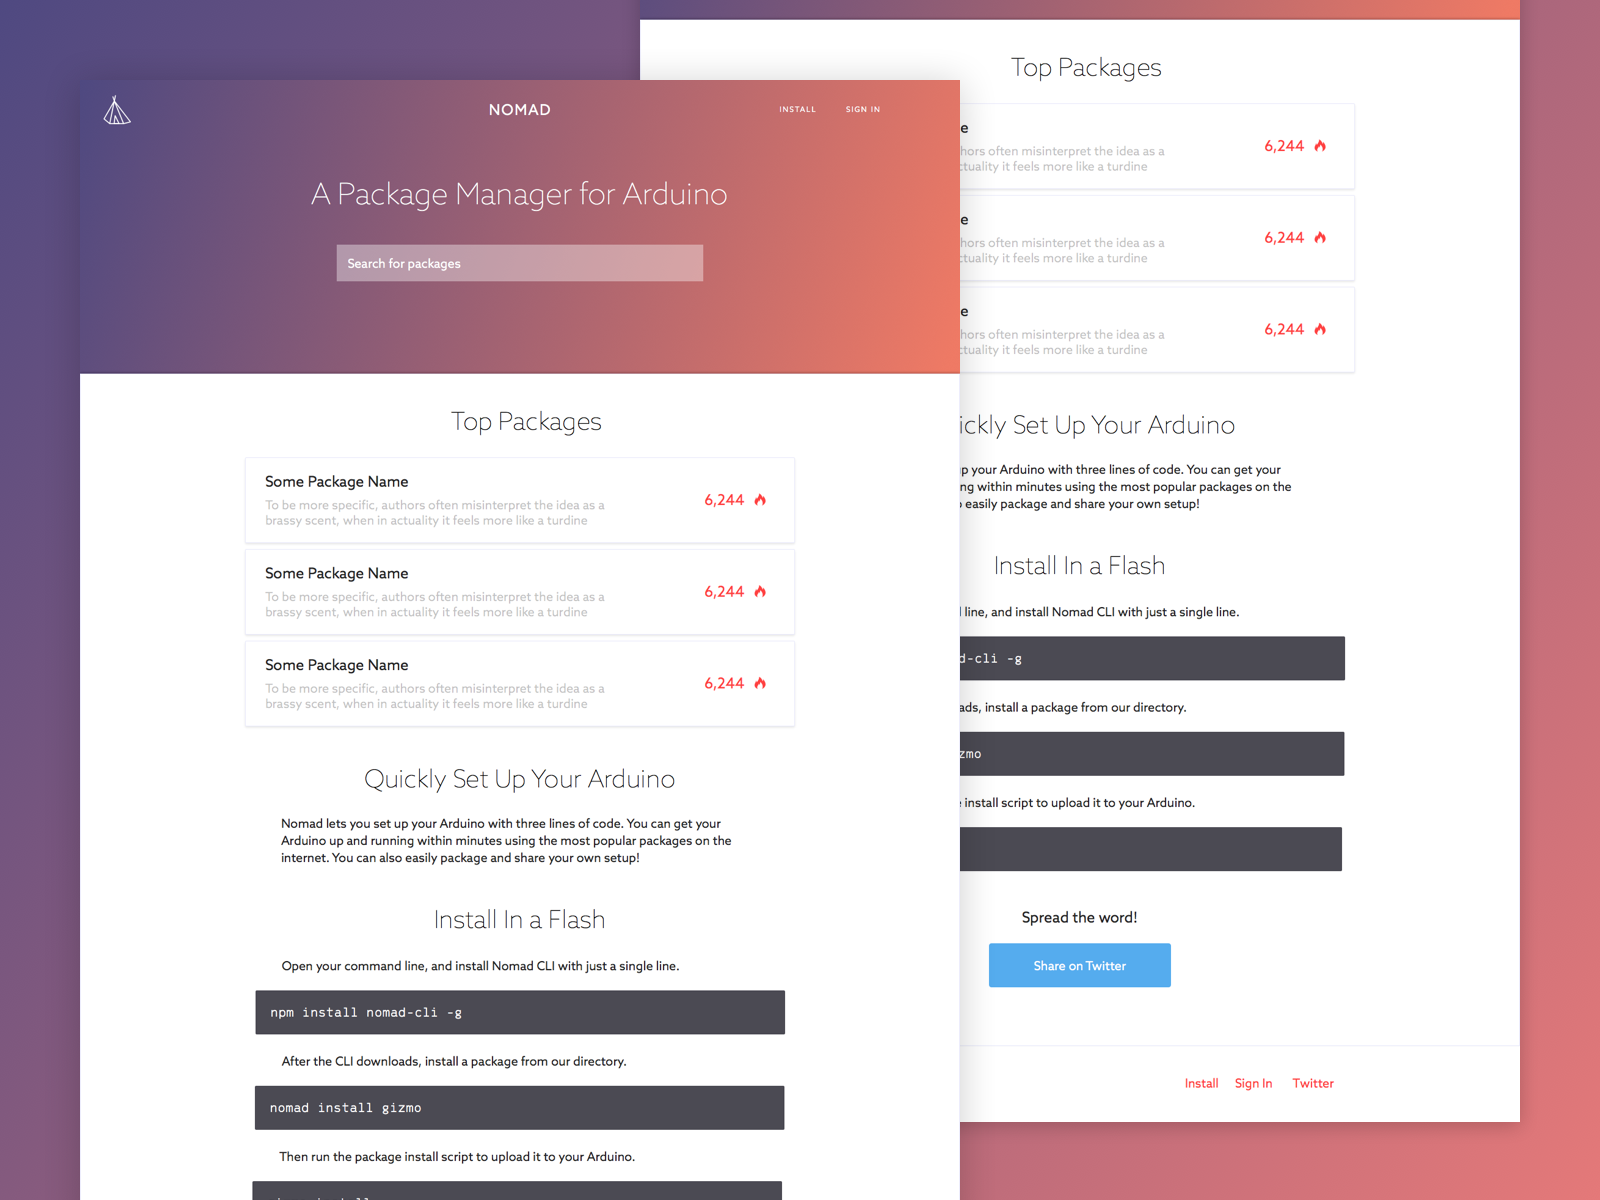 NOMAD
INSTALL
SIGN IN
A Package Manager for Arduino
Search for packages
Top Packages
Some Package Name
To be more specific, authors often misinterpret the idea as a
brassy scent, when in actuality it feels more like a turdine
6,244
Some Package Name
To be more specific, authors often misinterpret the idea as a
brassy scent, when in actuality it feels more like a turdine
6,244
Some Package Name
To be more specific, authors often misinterpret the idea as a
brassy scent, when in actuality it feels more like a turdine
6,244
Quickly Set Up Your Arduino
Nomad lets you set up your Arduino with three lines of code. You can get your
Arduino up and running within minutes using the most popular packages on the
internet. You can also easily package and share your own setup!
Install In a Flash
Open your command line, and install Nomad CLI with just a single line.
npm install nomad-cli -g
After the CLI downloads, install a package from our directory.
nomad install gizmo
Then run the package install script to upload it to your Arduino.
Top Packages
e
hors often misinterpret the idea as a
ctuality it feels more like a turdine
6,244
e
hors often misinterpret the idea as a
ctuality it feels more like a turdine
6,244
e
hors often misinterpret the idea as a
ctuality it feels more like a turdine
6,244
ickly Set Up Your Arduino
p your Arduino with three lines of code. You can get your
ng within minutes using the most popular packages on the
easily package and share your own setup!
Install In a Flash
line, and install Nomad CLI with just a single line.
d-cli -g
ads, install a package from our directory.
zmo
install script to upload it to your Arduino.
Spread the word!
Share on Twitter
Install
Sign In
Twitter